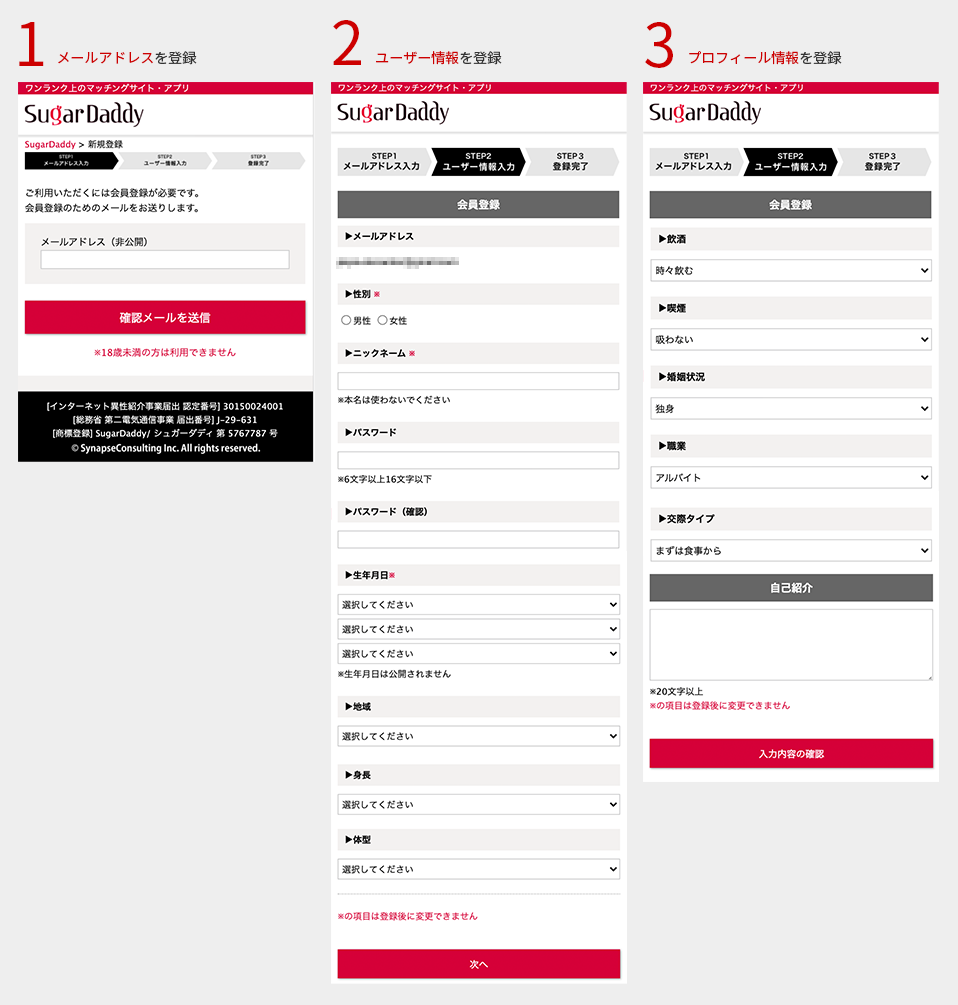 1 メールアドレスを登録
ワンランク上のマッチングサイト・アプリ
SugarDaddy
SugarDaddy > 新規登録
STEP1
メールアドレス入力
STEP2
ユーザー情報入力
STEP3
登録完了
ご利用いただくには会員登録が必要です。
会員登録のためのメールをお送りします。
メールアドレス（非公開）
確認メールを送信
※18歳未満の方は利用できません
[インターネット異性紹介事業届出 認定番号] 30150024001
[総務省 第二電気通信事業 届出番号] J-29-631
[商標登録] SugarDaddy/ シュガーダディ 第 5767787 号
© SynapseConsulting Inc. All rights reserved.
2 ユーザー情報を登録
ワンランク上のマッチングサイト・アプリ
SugarDaddy
STEP1
メールアドレス入力
STEP2
ユーザー情報入力
STEP3
登録完了
会員登録
▶メールアドレス
▶性別 ※
男性 女性
▶ニックネーム ※
※本名は使わないでください
▶パスワード
※6文字以上16文字以下
▶パスワード（確認）
▶生年月日※
選択してください
選択してください
選択してください
※生年月日は公開されません
▶地域
選択してください
▶身長
選択してください
▶体型
選択してください
※の項目は登録後に変更できません
次へ
3 プロフィール情報を登録
ワンランク上のマッチングサイト・アプリ
SugarDaddy
STEP1
メールアドレス入力
STEP2
ユーザー情報入力
STEP3
登録完了
会員登録
▶飲酒
時々飲む
▶喫煙
吸わない
▶婚姻状況
独身
▶職業
アルバイト
▶交際タイプ
まずは食事から
自己紹介
※20文字以上
※の項目は登録後に変更できません
入力内容の確認